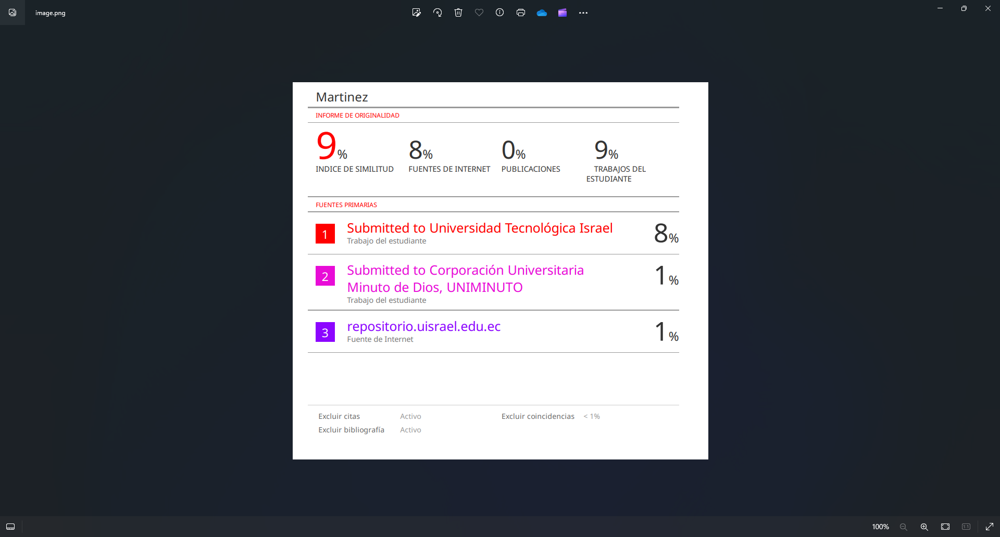 image.png
Martinez
INFORME DE ORIGINALIDAD
9%
8%
0%
9%
INDICE DE SIMILITUD
FUENTES DE INTERNET
PUBLICACIONES
TRABAJOS DEL
ESTUDIANTE
FUENTES PRIMARIAS
1
Submitted to Universidad Tecnológica Israel
8%
Trabajo del estudiante
2
Submitted to Corporación Universitaria
1%
Minuto de Dios, UNIMINUTO
Trabajo del estudiante
3
repositorio.uisrael.edu.ec
1%
Fuente de Internet
Excluir citas Activo
Excluir coincidencias < 1%
Excluir bibliografía Activo
100%
1:1